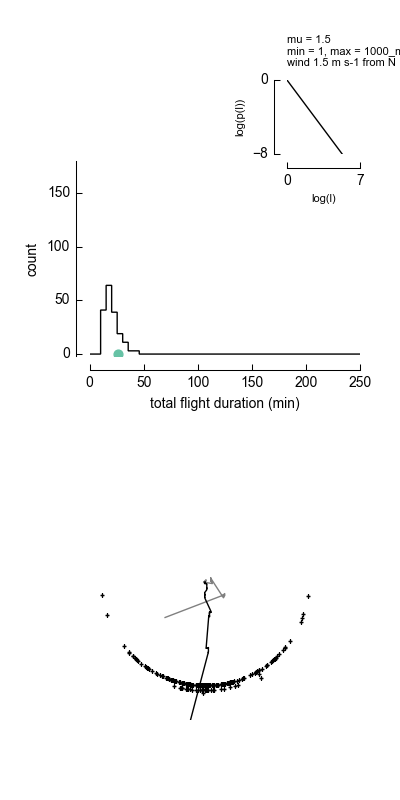 mu = 1.5
min = 1, max = 1000_m
wind 1.5 m s-1 from N
0
log(p(l))
−8
0 7
log(l)
150
100
count
50
0
0 50 100 150 200 250
total flight duration (min)